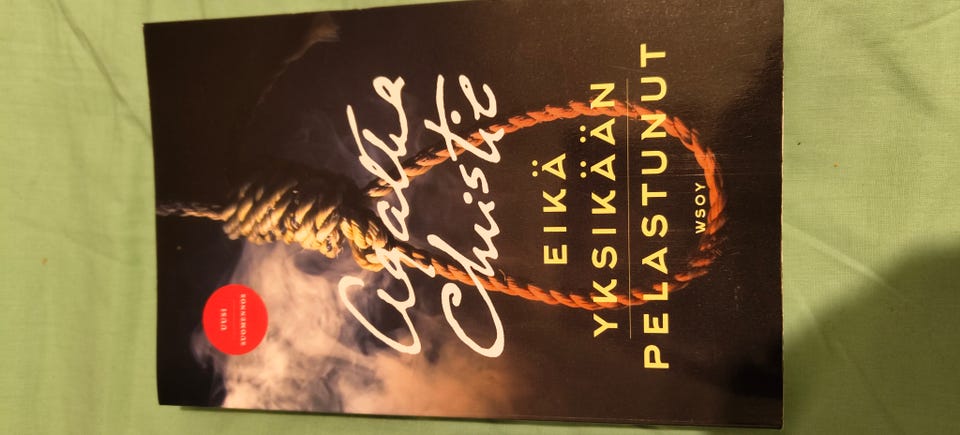 UUSI
SUOMENNOS
Agatha
Christie
EIKÄ
YKSIKÄÄN
PELASTUNUT
WSOY